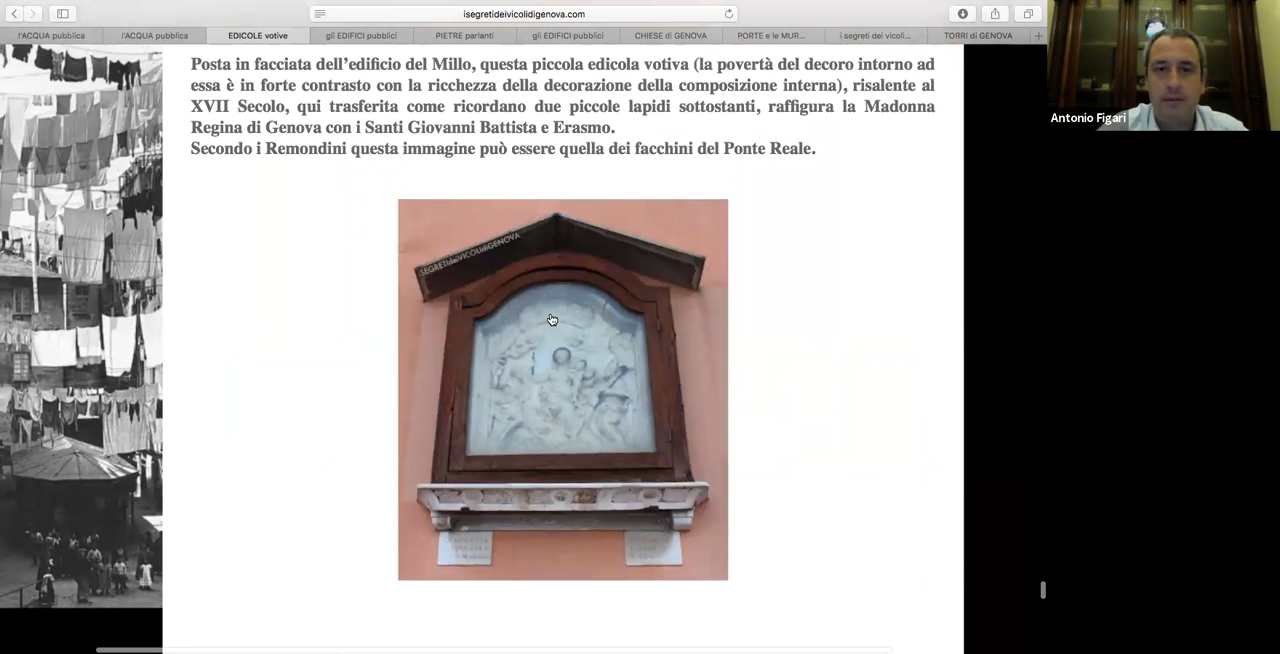 isegretideivicolidigenova.com
l'ACQUA pubblica
l'ACQUA pubblica
EDICOLE votive
gli EDIFICI pubblici
PIETRE parlanti
gli EDIFICI pubblici
CHIESE di GENOVA
PORTE e le MUR...
i segreti dei vicoli...
TORRI di GENOVA
Posta in facciata dell'edificio del Millo, questa piccola edicola votiva (la povertà del decoro intorno ad
essa è in forte contrasto con la ricchezza della decorazione della composizione interna), risalente al
XVII Secolo, qui trasferita come ricordano due piccole lapidi sottostanti, raffigura la Madonna
Regina di Genova con i Santi Giovanni Battista e Erasmo.
Secondo i Remondini questa immagine può essere quella dei facchini del Ponte Reale.
SEGRETIdeiVICOLIdiGENOVA
Antonio Figari